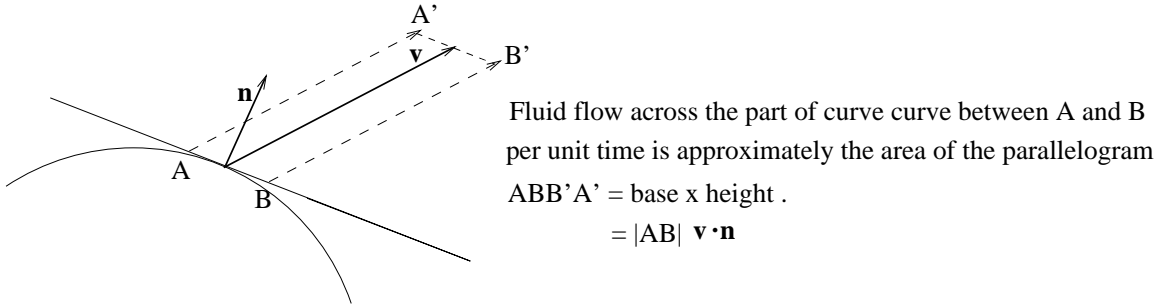 A’
v
B’
n
A
B
Fluid flow across the part of curve curve between A and B
per unit time is approximately the area of the parallelogram
ABB’A’ = base x height .
= |AB| v·n